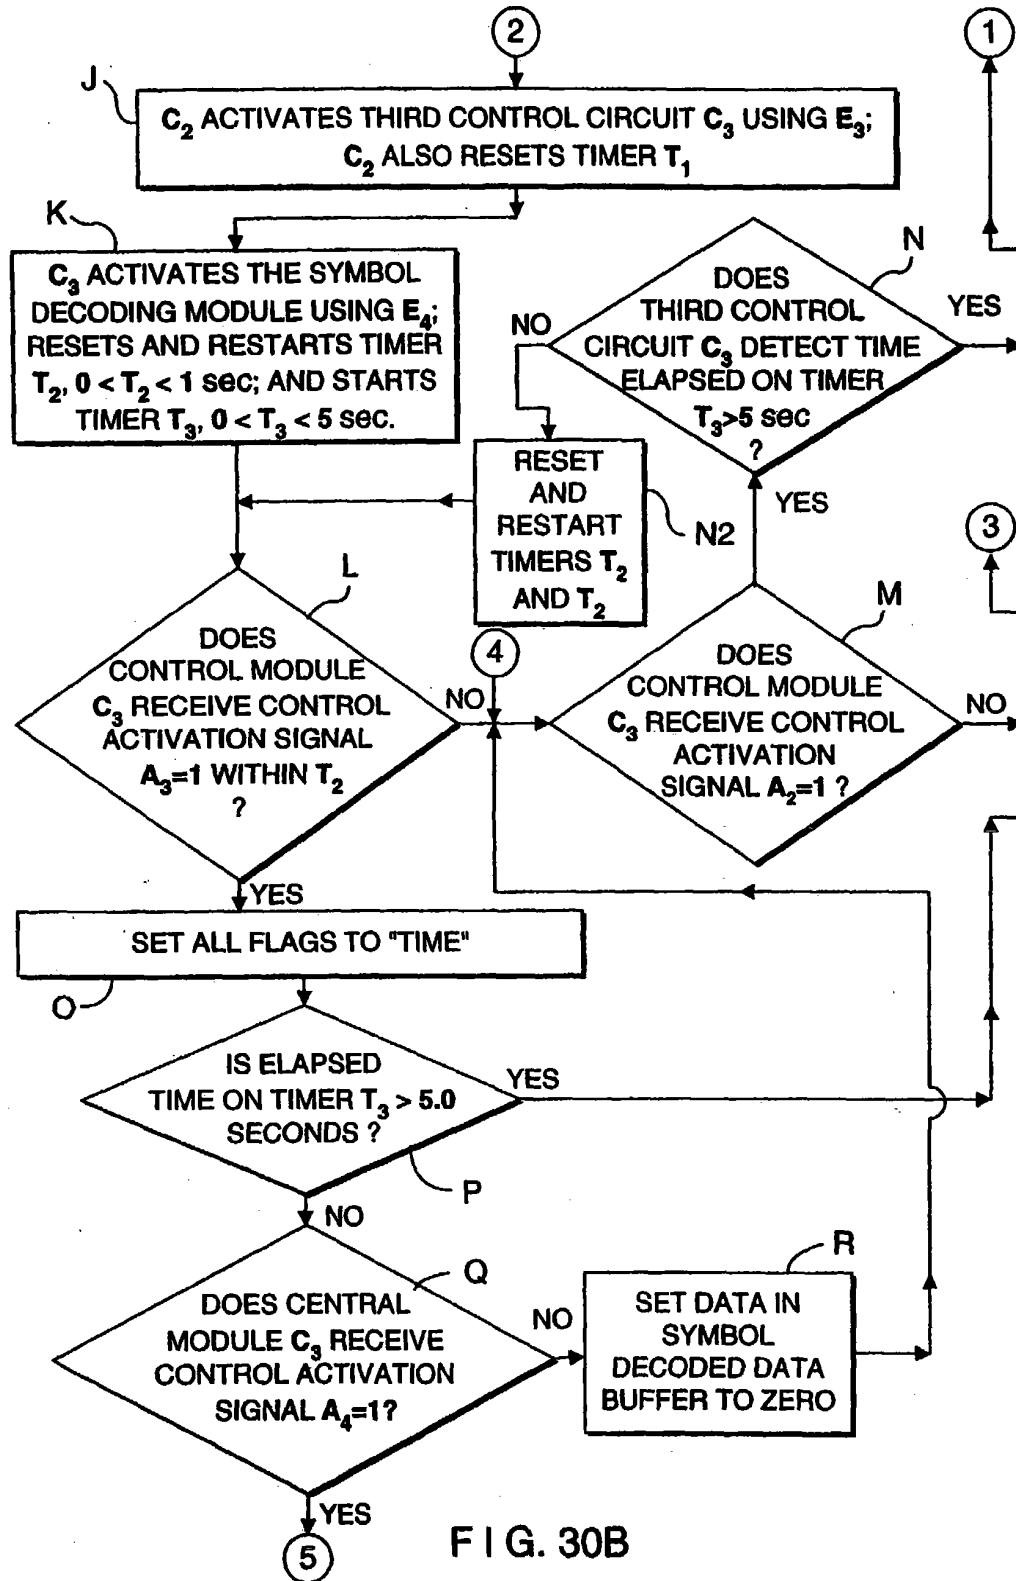 2
1
J
C2 ACTIVATES THIRD CONTROL CIRCUIT C3 USING E3;
C2 ALSO RESETS TIMER T1
K
C3 ACTIVATES THE SYMBOL
DECODING MODULE USING E4;
RESETS AND RESTARTS TIMER
T2, 0 < T2 < 1 sec; AND STARTS
TIMER T3, 0 < T3 < 5 sec.
N
DOES
THIRD CONTROL
CIRCUIT C3 DETECT TIME
ELAPSED ON TIMER
T3>5 sec
?
YES
NO
RESET
AND
RESTART
TIMERS T2
AND T2
N2
YES
3
L
DOES
CONTROL MODULE
C3 RECEIVE CONTROL
ACTIVATION SIGNAL
A3=1 WITHIN T2
?
NO
4
M
DOES
CONTROL MODULE
C3 RECEIVE CONTROL
ACTIVATION
SIGNAL A2=1 ?
NO
YES
SET ALL FLAGS TO "TIME"
O
IS ELAPSED
TIME ON TIMER T3 > 5.0
SECONDS ?
YES
P
NO
Q
DOES CENTRAL
MODULE C3 RECEIVE
CONTROL ACTIVATION
SIGNAL A4=1?
NO
R
SET DATA IN
SYMBOL
DECODED DATA
BUFFER TO ZERO
YES
5
FIG. 30B